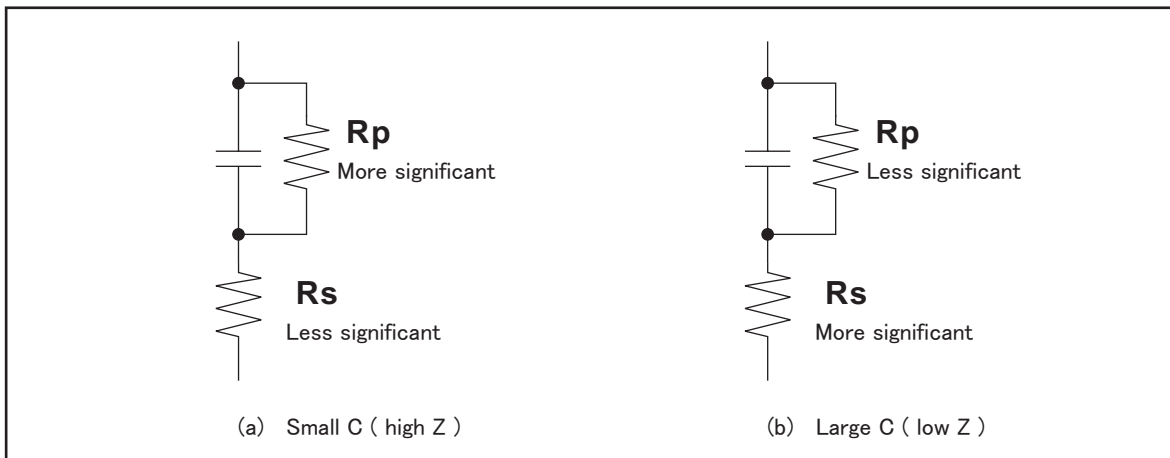 Rp
More significant
Rs
Less significant
(a) Small C ( high Z )
Rp
Less significant
Rs
More significant
(b) Large C ( low Z )